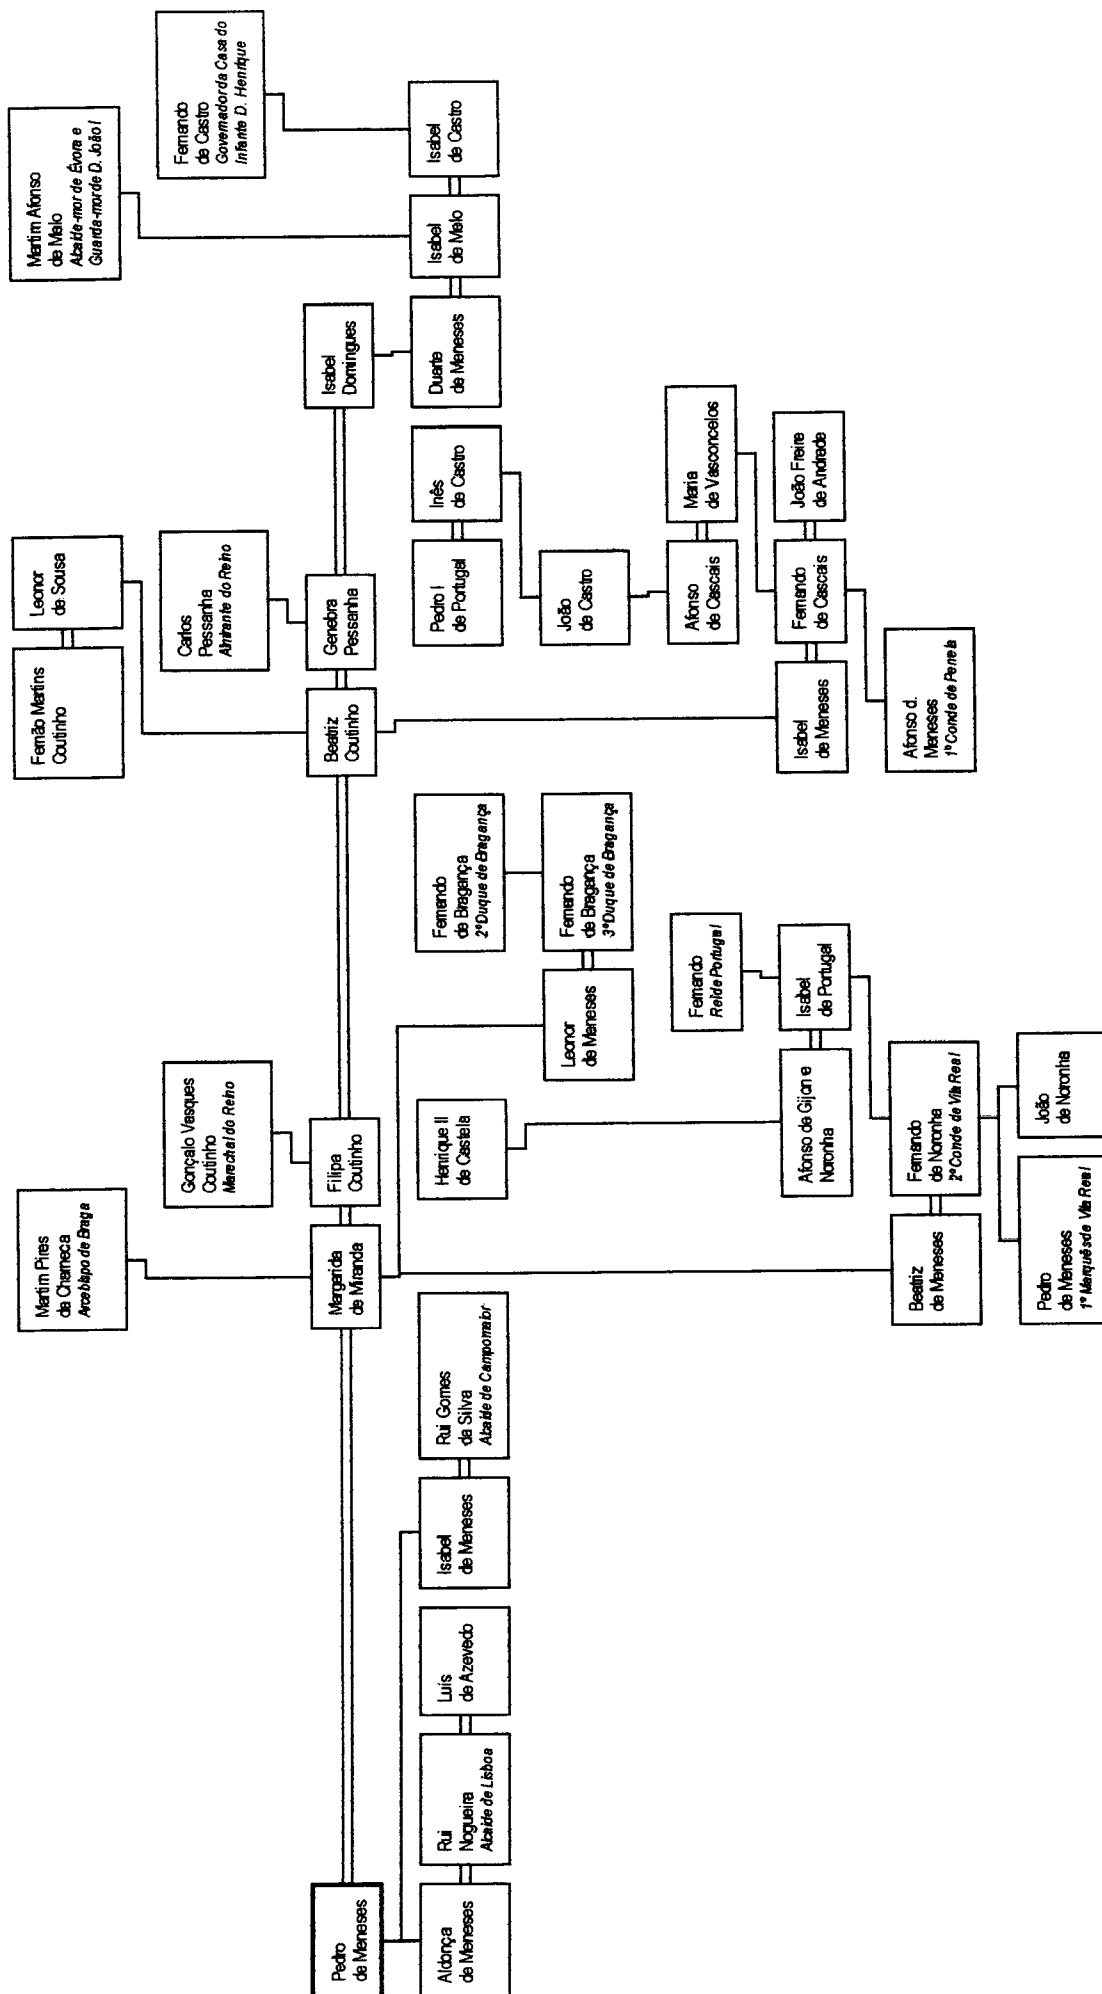 Martim Pires
da Charneca
Arcebispo de Braga
Fernão Martins
Coutinho
Leonor
de Sousa
Martim Afonso
de Melo
Alcaide-mor de Évora e
Guarda-mor de D. João I
Gonçalo Vasques
Coutinho
Marechal do Reino
Carlos
Pessanha
Almirante do Reino
Fernando
de Castro
Governador da Casa do
Infante D. Henrique
Pedro
de Meneses
Margarida
de Miranda
Filipa
Coutinho
Beatriz
Coutinho
Genebra
Pessanha
Isabel
Domingues
Aldonça
de Meneses
Rui
Nogueira
Alcaide de Lisboa
Luís
de Azevedo
Isabel
de Meneses
Rui Gomes
da Silva
Alcaide de Campomaior
Henrique II
de Castela
Fernando
de Bragança
2º Duque de Bragança
Pedro I
de Portugal
Inês
de Castro
Duarte
de Meneses
Isabel
de Melo
Isabel
de Castro
Leonor
de Meneses
Fernando
de Bragança
3º Duque de Bragança
João
de Castro
Fernando
Rei de Portugal
Afonso
de Cascais
Maria
de Vasconcelos
Afonso de Gijon e
Noronha
Isabel
de Portugal
Isabel
de Meneses
Fernando
de Cascais
João Freire
de Andrade
Beatriz
de Meneses
Fernando
de Noronha
2º Conde de Vila Real
Afonso d.
Meneses
1º Conde de Penela
Pedro
de Meneses
1º Marquês de Vila Real
João
de Noronha